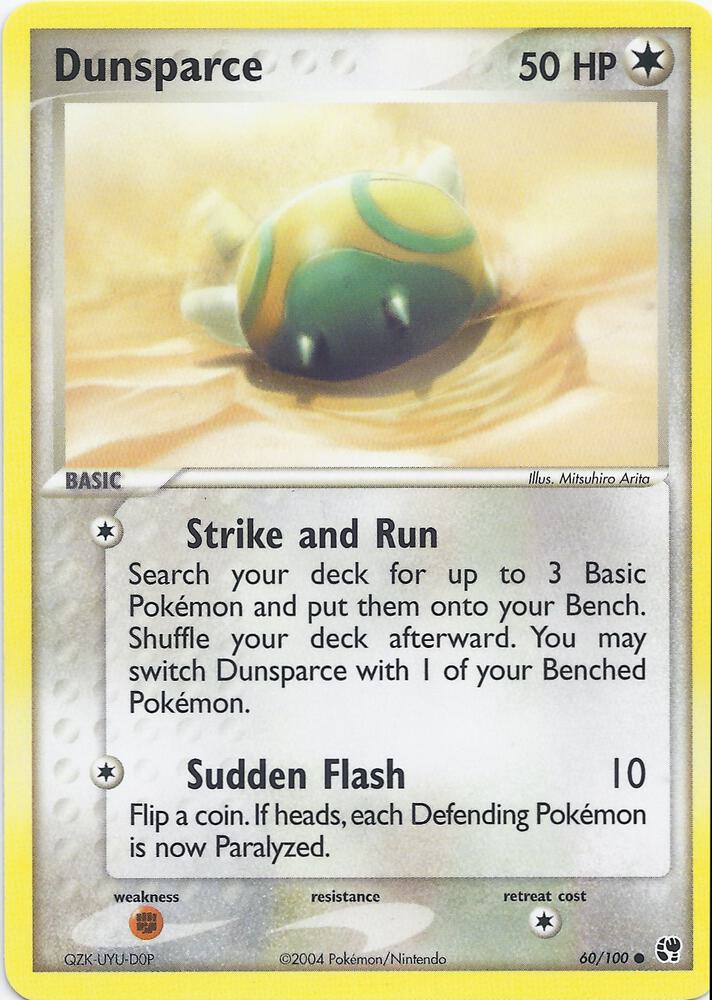 Dunsparce 50 HP
BASIC
Illus. Mitsuhiro Arita
Strike and Run
Search your deck for up to 3 Basic
Pokémon and put them onto your Bench.
Shuffle your deck afterward. You may
switch Dunsparce with 1 of your Benched
Pokémon.
Sudden Flash 10
Flip a coin. If heads, each Defending Pokémon
is now Paralyzed.
weakness resistance retreat cost
QZK-UYU-D0P ©2004 Pokémon/Nintendo 60/100